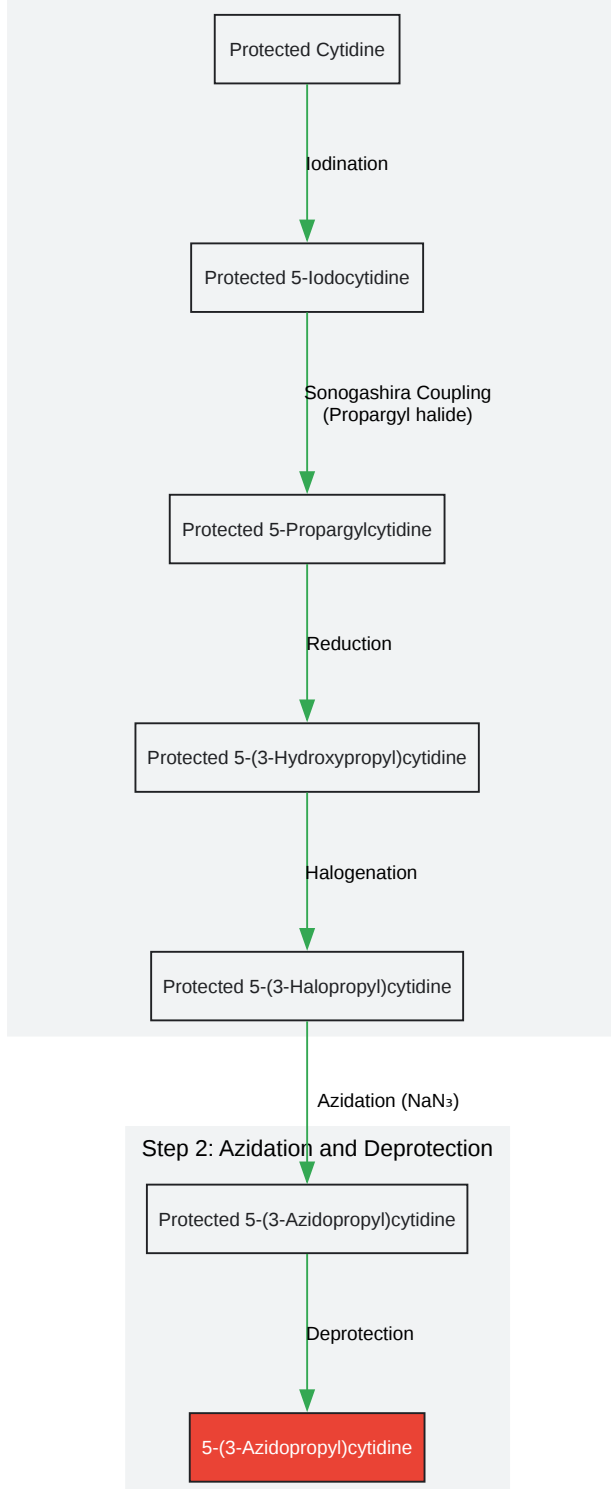 Protected Cytidine
Iodination
Protected 5-Iodocytidine
Sonogashira Coupling
(Propargyl halide)
Protected 5-Propargylcytidine
Reduction
Protected 5-(3-Hydroxypropyl)cytidine
Halogenation
Protected 5-(3-Halopropyl)cytidine
Azidation (NaN₃)
Step 2: Azidation and Deprotection
Protected 5-(3-Azidopropyl)cytidine
Deprotection
5-(3-Azidopropyl)cytidine